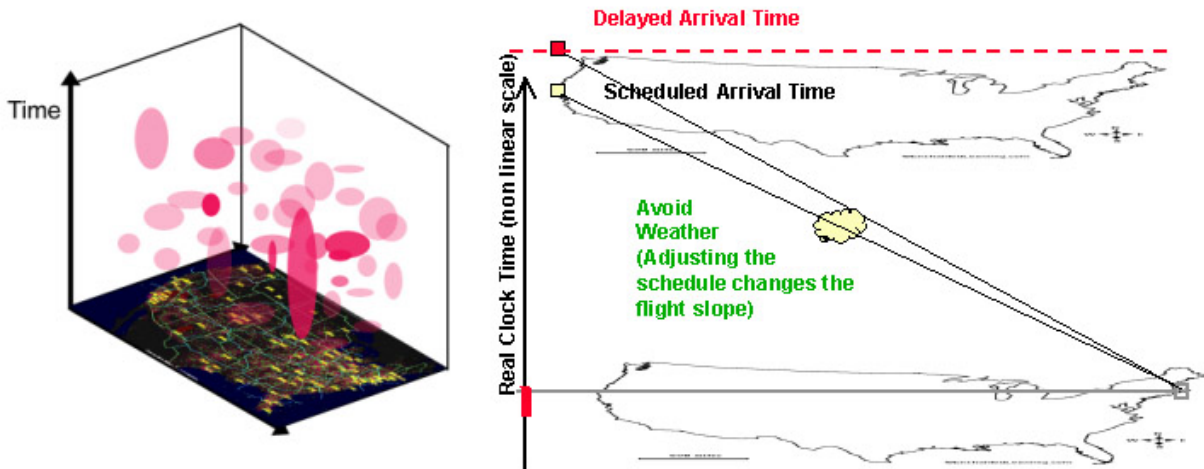 Time
Delayed Arrival Time
Real Clock Time (non linear scale)
Scheduled Arrival Time
Avoid
Weather
(Adjusting the
schedule changes the
flight slope)